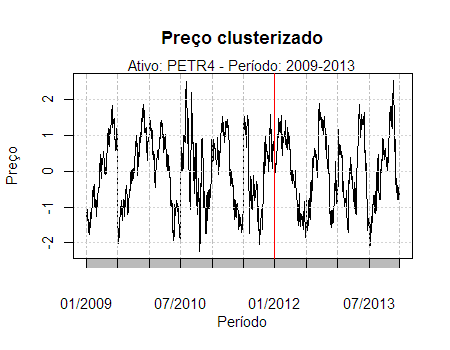 Preço clusterizado
Ativo: PETR4 - Período: 2009-2013
Preço
2
1
0
-1
-2
01/2009 07/2010 01/2012 07/2013
Período